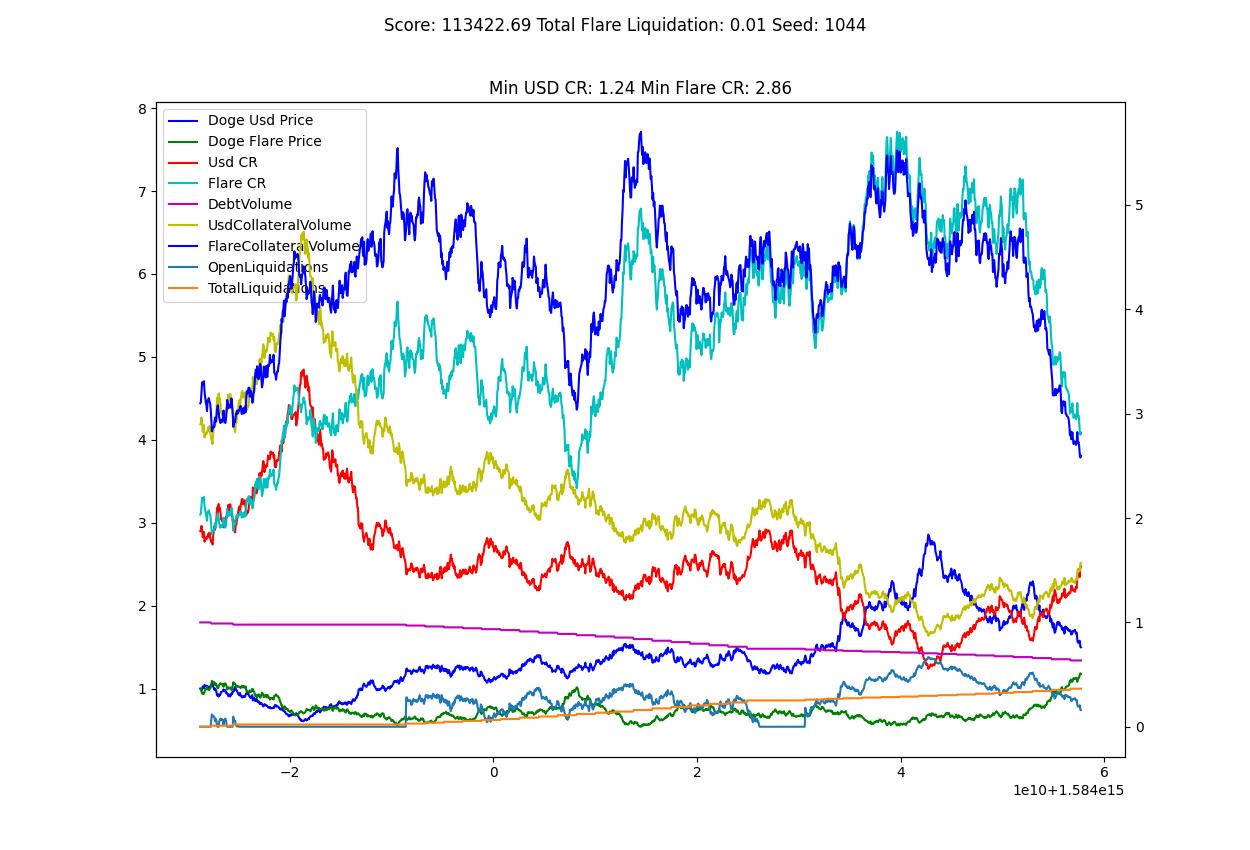 Score: 113422.69 Total Flare Liquidation: 0.01 Seed: 1044
Min USD CR: 1.24 Min Flare CR: 2.86
Doge Usd Price
Doge Flare Price
Usd CR
Flare CR
DebtVolume
UsdCollateralVolume
FlareCollateralVolume
OpenLiquidations
TotalLiquidations
8
7
6
5
4
3
2
1
5
4
3
2
1
0
−2
0
2
4
6
1e10+1.584e15